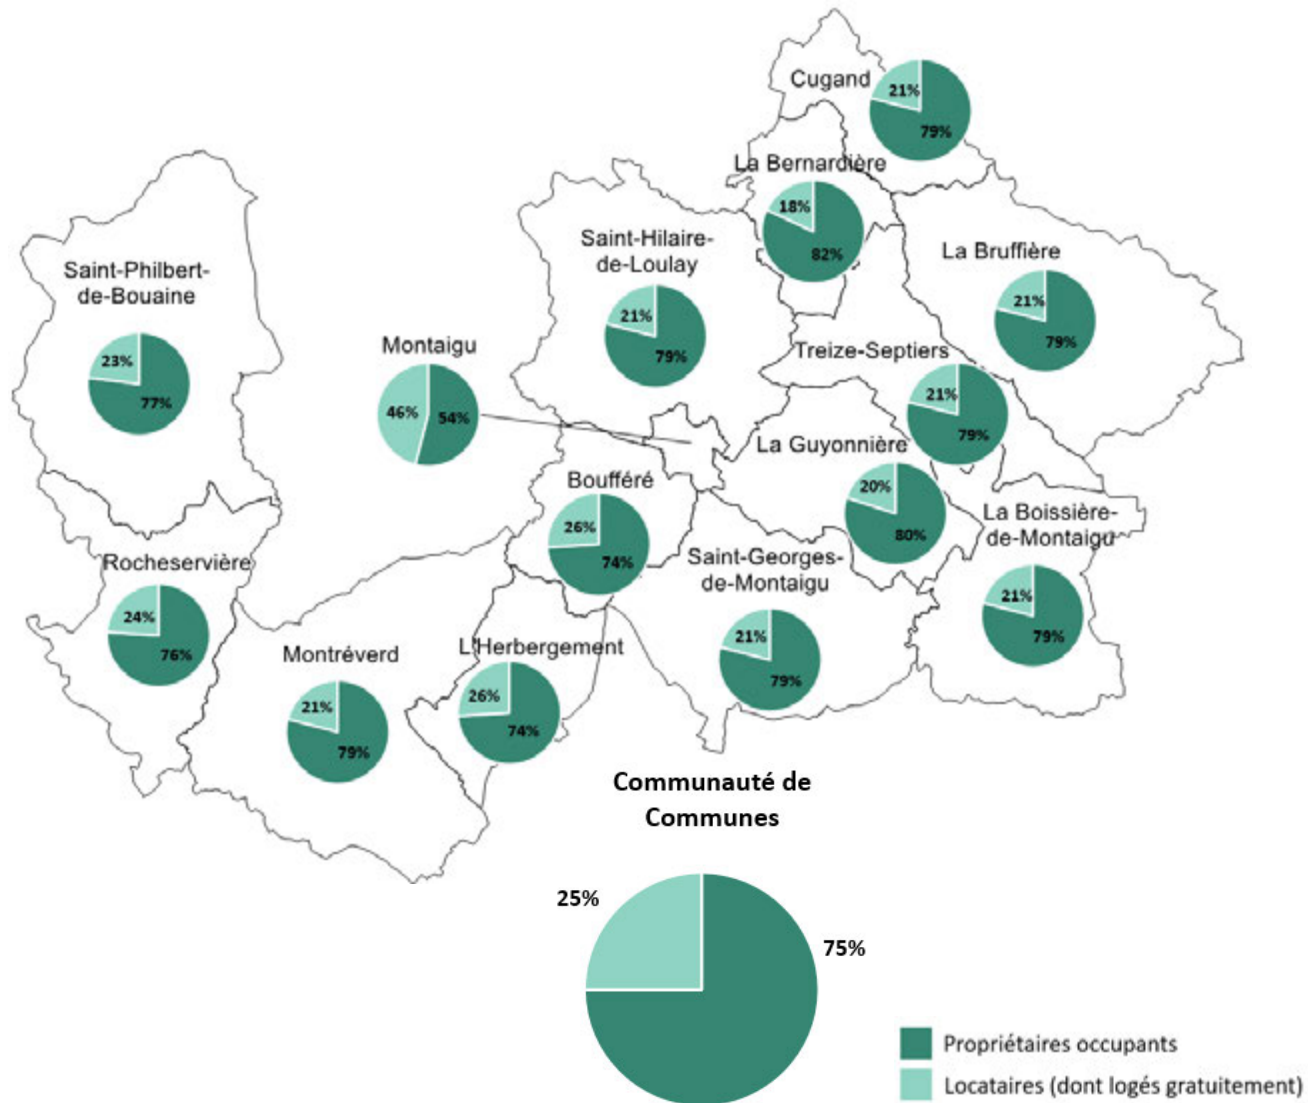 Cugand
21%
79%
La Bernardière
18%
82%
Saint-Hilaire-
de-Loulay
21%
79%
La Bruffière
21%
79%
Saint-Philbert-
de-Bouaine
23%
77%
Montaigu
46%
54%
Treize-Septiers
21%
79%
La Guyonnière
20%
80%
Boufféré
26%
74%
La Boissière-
de-Montaigu
21%
79%
Saint-Georges-
de-Montaigu
21%
79%
Rocheservière
24%
76%
Montréverd
21%
79%
L'Herbergement
26%
74%
Communauté de
Communes
25%
75%
Propriétaires occupants
Locataires (dont logés gratuitement)